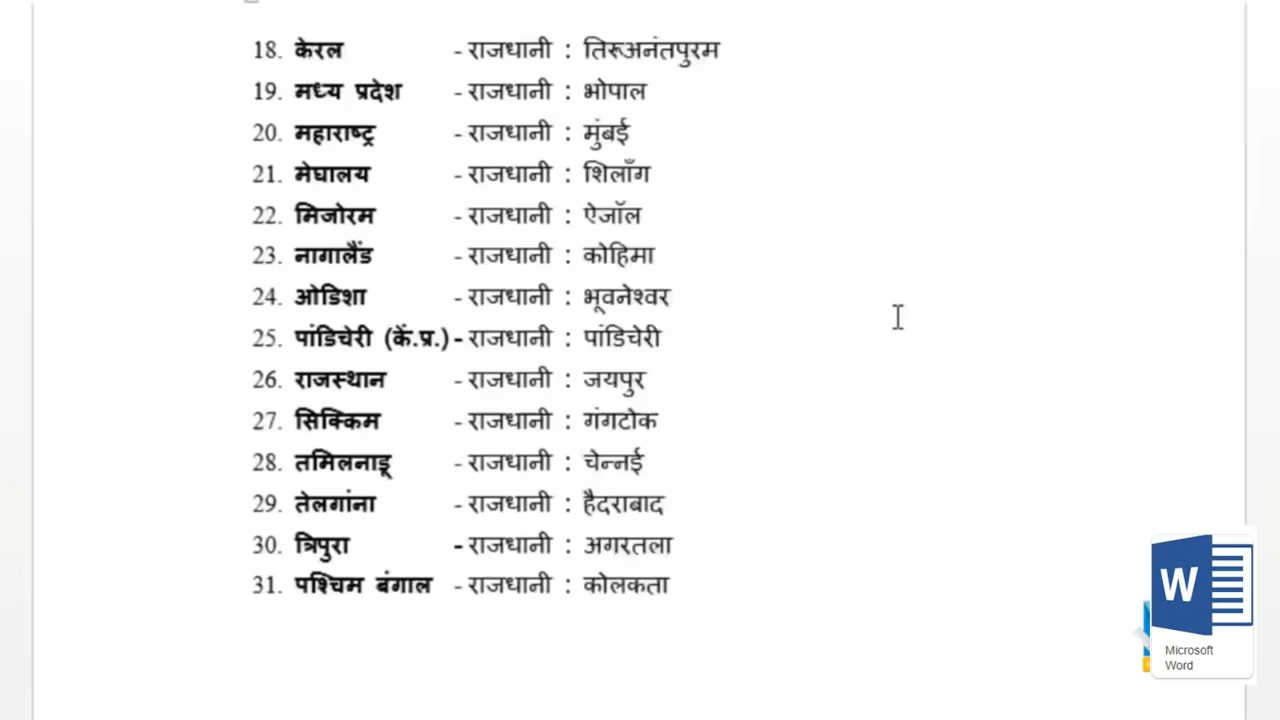 18. केरल - राजधानी : तिरूअनंतपुरम
19. मध्य प्रदेश - राजधानी : भोपाल
20. महाराष्ट्र - राजधानी : मुंबई
21. मेघालय - राजधानी : शिलाँग
22. मिजोरम - राजधानी : ऐजॉल
23. नागालैंड - राजधानी : कोहिमा
24. ओडिशा - राजधानी : भूवनेश्वर
25. पांडिचेरी (कें.प्र.) - राजधानी : पांडिचेरी
26. राजस्थान - राजधानी : जयपुर
27. सिक्किम - राजधानी : गंगटोक
28. तमिलनाडू - राजधानी : चेन्नई
29. तेलगांना - राजधानी : हैदराबाद
30. त्रिपुरा - राजधानी : अगरतला
31. पश्चिम बंगाल - राजधानी : कोलकता
W
Microsoft
Word